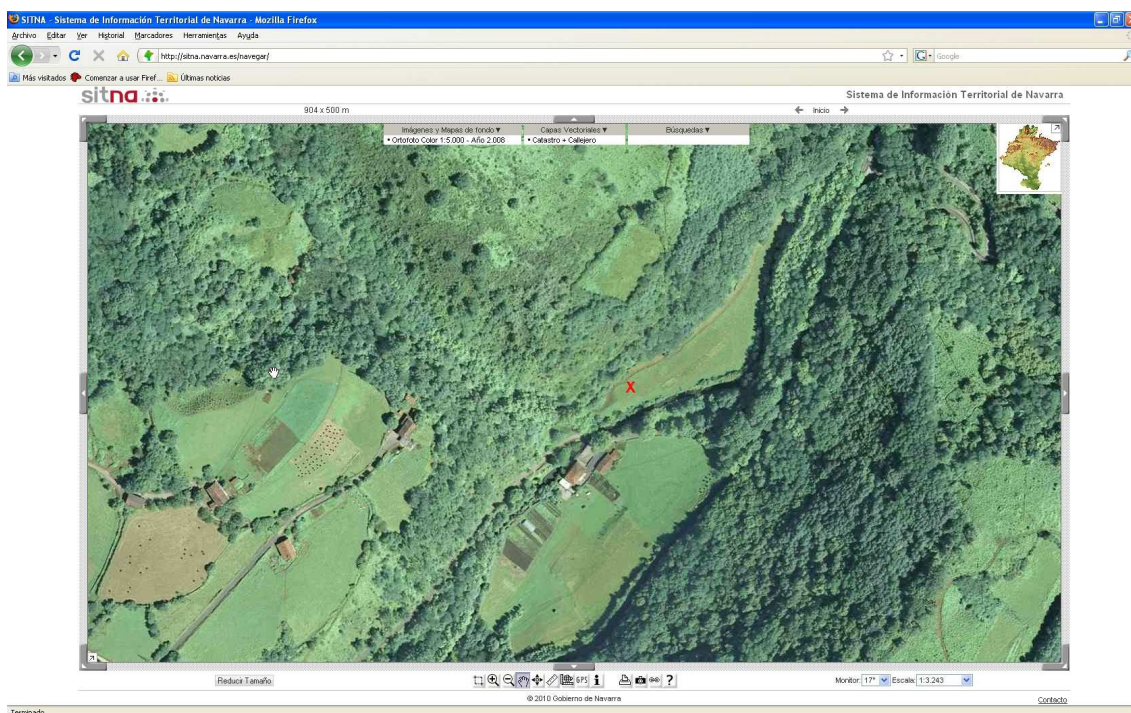 SITNA - Sistema de Información Territorial de Navarra - Mozilla Firefox
Archivo Editar Ver Historial Marcadores Herramientas Ayuda
http://sitna.navarra.es/navegar/
Google
Más visitados Comenzar a usar Firef... Últimas noticias
sitna
Sistema de Información Territorial de Navarra
904 x 500 m
Inicio
Imágenes y Mapas de fondo ▼ Capas Vectoriales ▼ Búsquedas ▼
• Ortofoto Color 1:5.000 - Año 2.008 • Catastro + Callejero
X
Reducir Tamaño
GPS i ?
Monitor: 17" Escala: 1:3.243
© 2010 Gobierno de Navarra
Contacto
Terminado